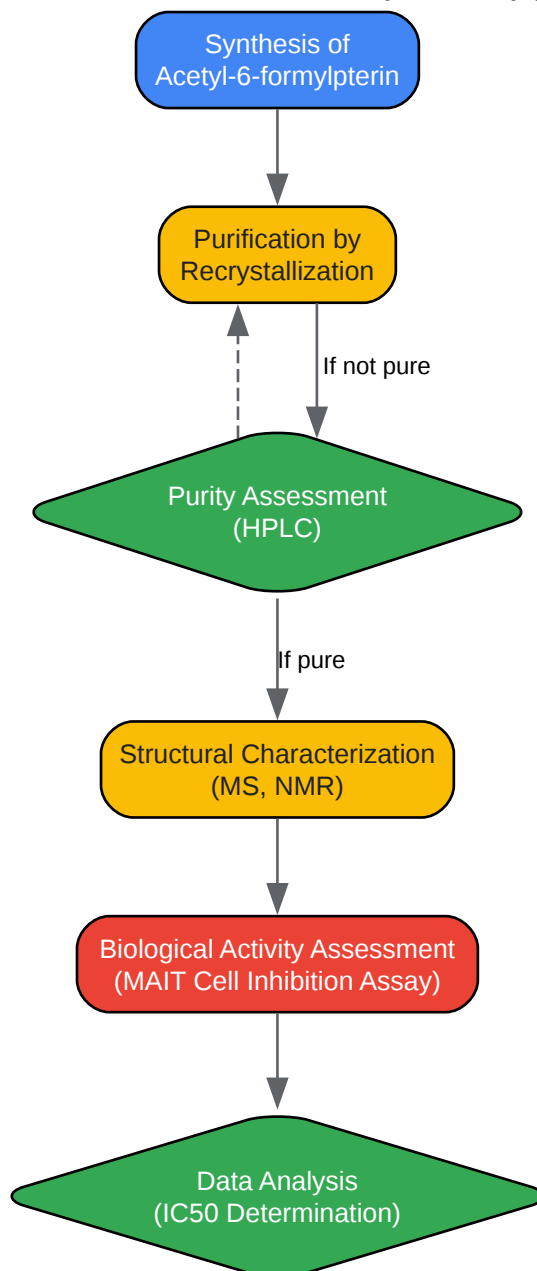 Synthesis of
Acetyl-6-formylpterin
Purification by
Recrystallization
If not pure
Purity Assessment
(HPLC)
If pure
Structural Characterization
(MS, NMR)
Biological Activity Assessment
(MAIT Cell Inhibition Assay)
Data Analysis
(IC50 Determination)